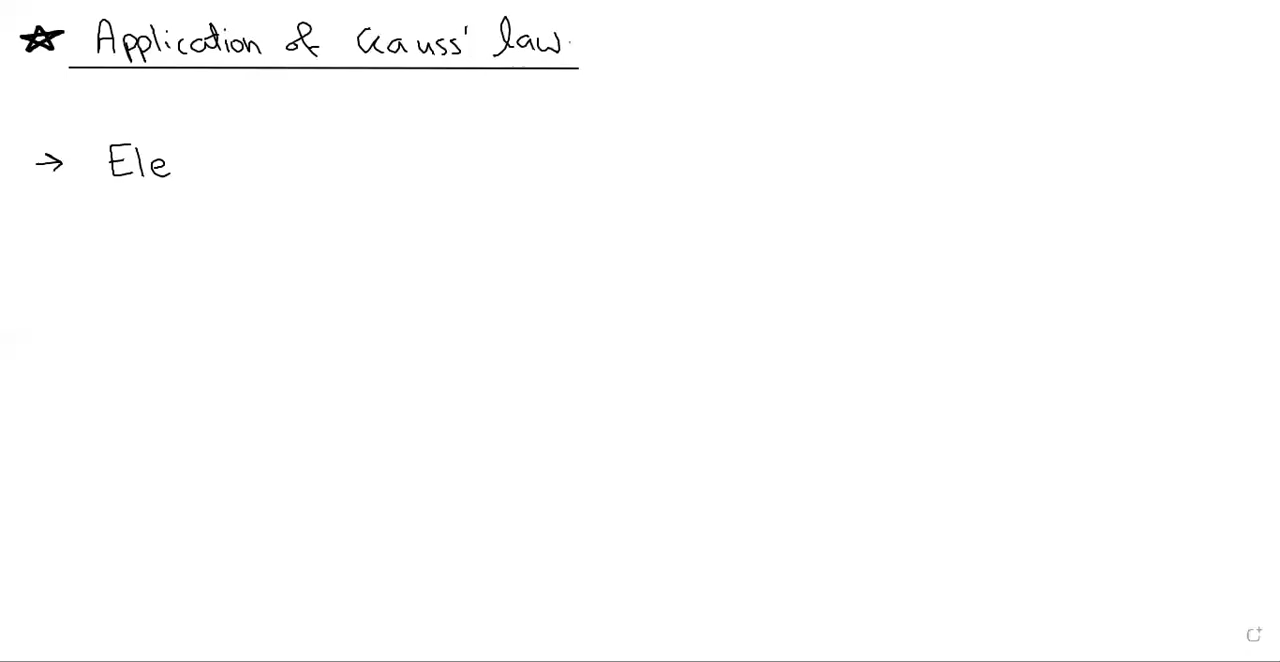 ☆ Application of Gauss' law.
→ Ele